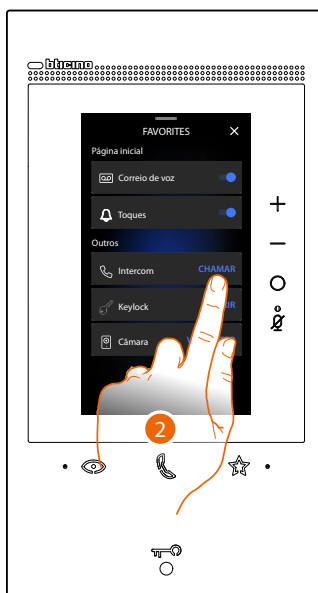 bticino
FAVORITES
Página inicial
Correio de voz
Toques
Outros
Intercom CHAMAR
Keylock
Câmara
2